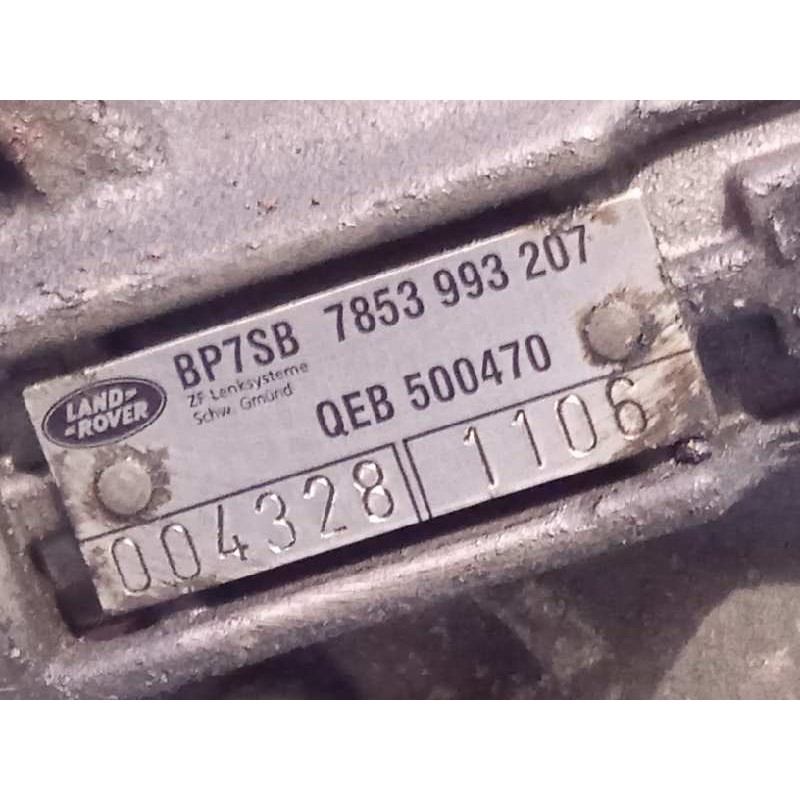 LAND-
-ROVER
BP7SB 7853 993 207
ZF Lenksysteme
Schw. Gmünd
QEB 500470
004328 1106